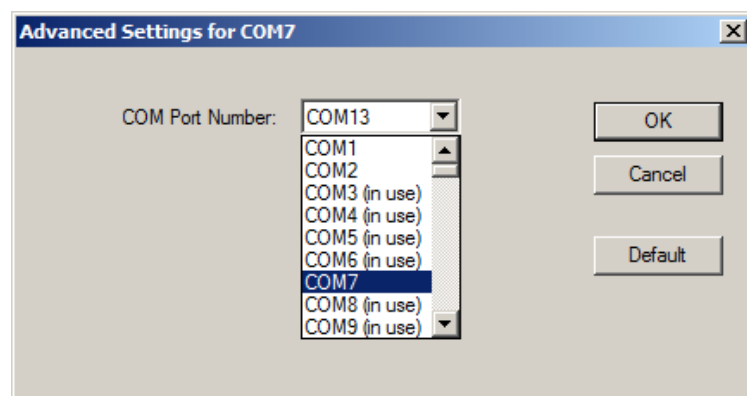 Advanced Settings for COM7
COM Port Number: COM13 OK
COM1
COM2
COM3 (in use)
COM4 (in use)
COM5 (in use)
COM6 (in use)
COM7
COM8 (in use)
COM9 (in use)
Cancel
Default